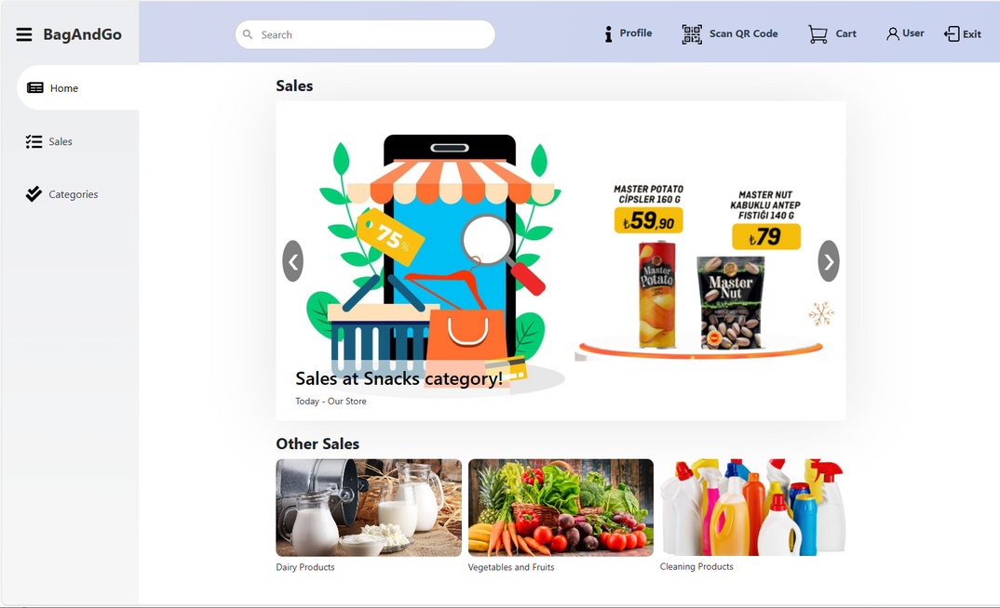 BagAndGo
Search
Profile
Scan QR Code
Cart
User
Exit
Home
Sales
Categories
Sales
75%
MASTER POTATO
CİPSLER 160 G
₺59,90
MASTER NUT
KABUKLU ANTEP
FISTIĞI 140 G
₺79
Master
Potato
Master
Nut
Sales at Snacks category!
Today - Our Store
Other Sales
Dairy Products
Vegetables and Fruits
Cleaning Products